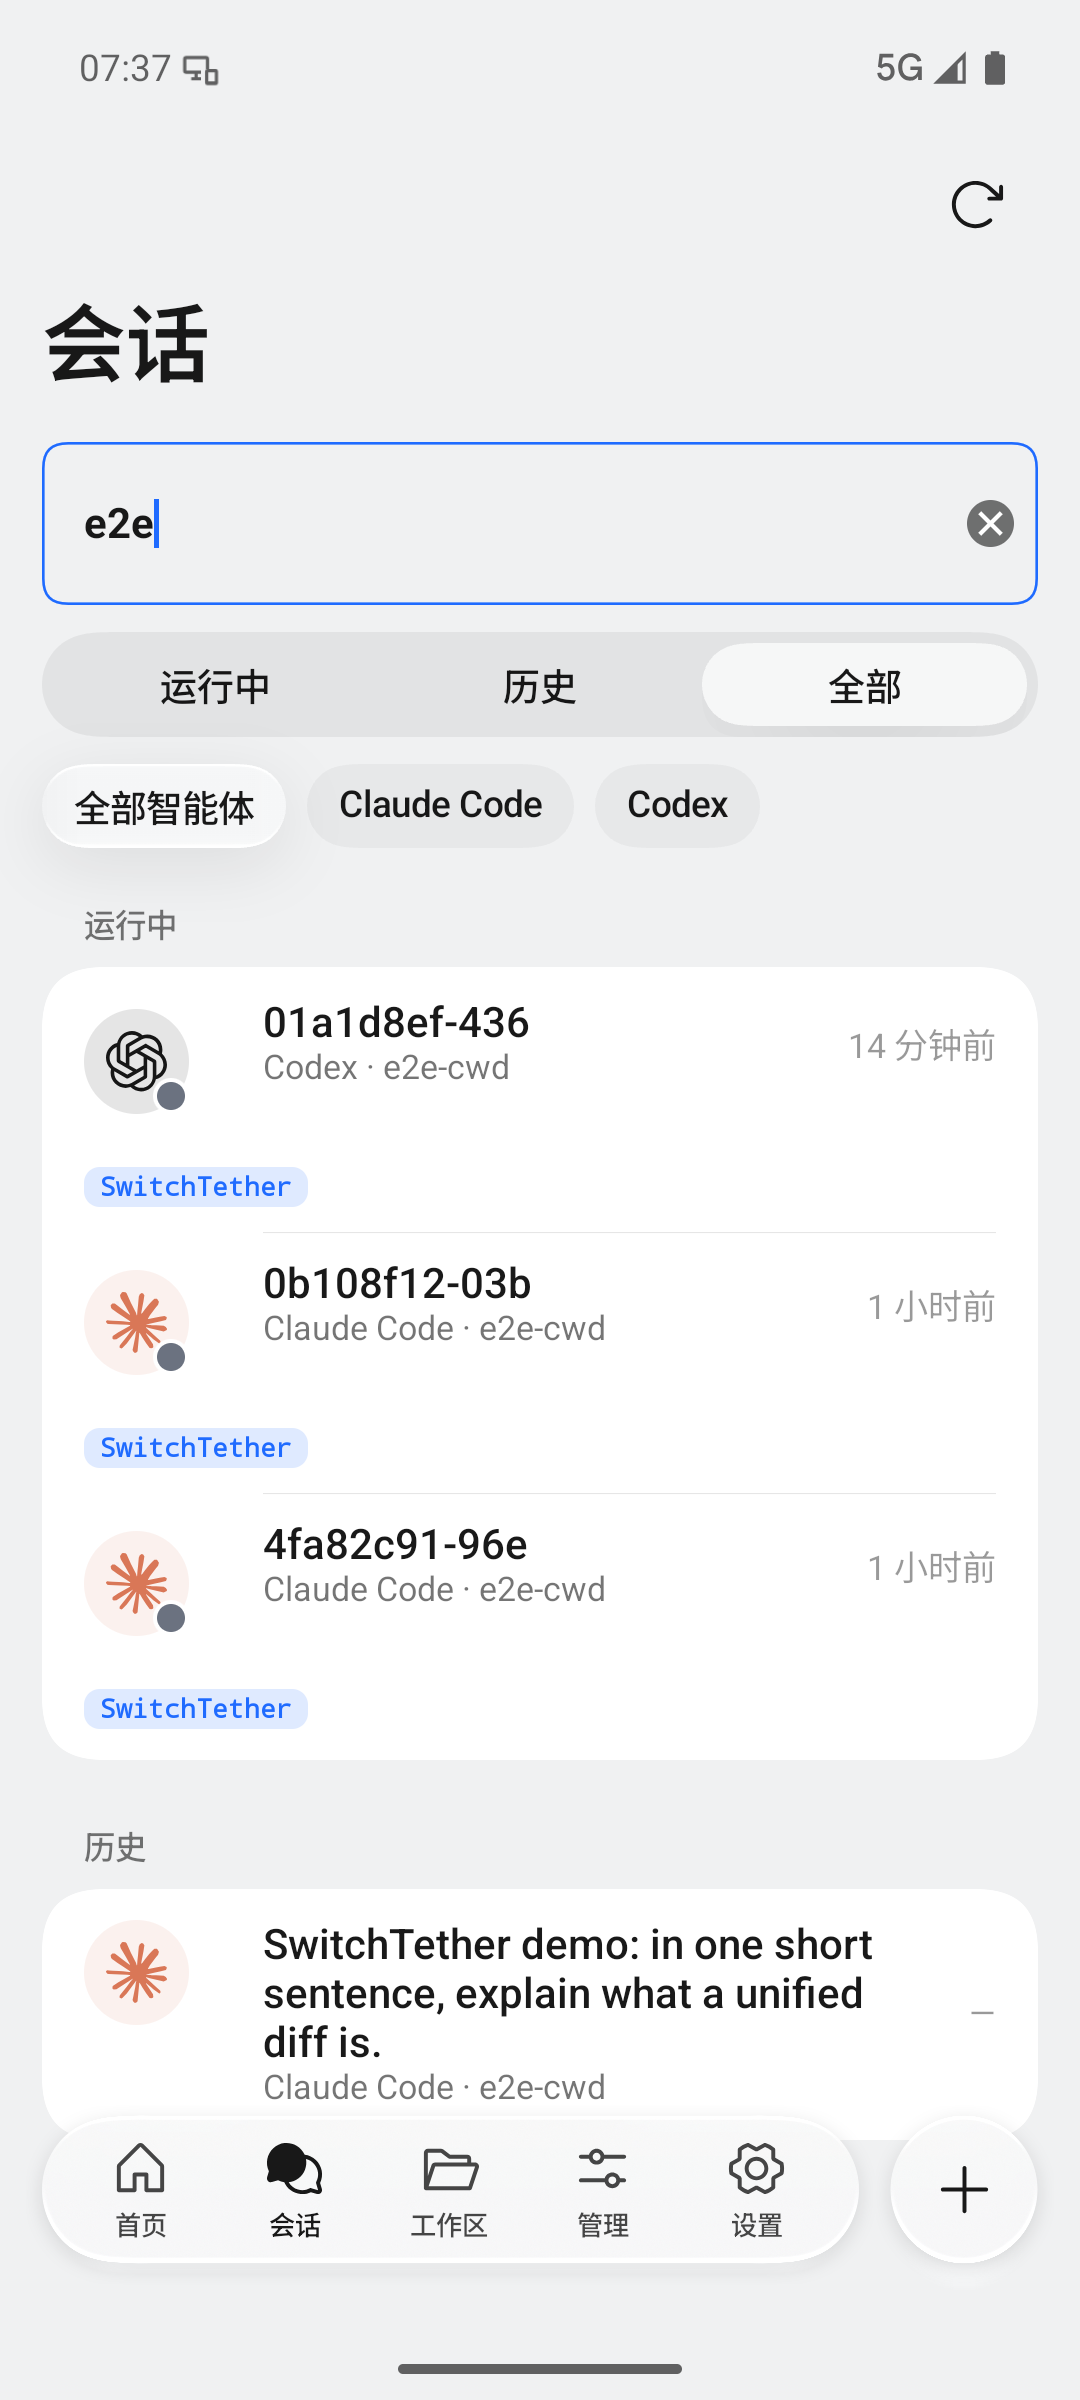 07:37
5G
会话
e2e
运行中
历史
全部
全部智能体
Claude Code
Codex
运行中
01a1d8ef-436
14 分钟前
Codex · e2e-cwd
SwitchTether
0b108f12-03b
1 小时前
Claude Code · e2e-cwd
SwitchTether
4fa82c91-96e
1 小时前
Claude Code · e2e-cwd
SwitchTether
历史
SwitchTether demo: in one short
sentence, explain what a unified
diff is.
—
Claude Code · e2e-cwd
首页
会话
工作区
管理
设置